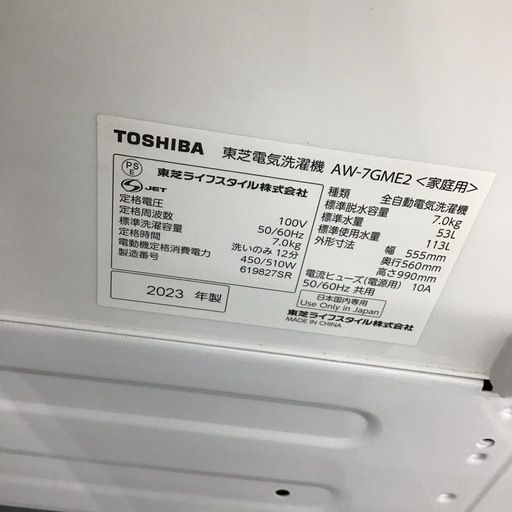 TOSHIBA 東芝電気洗濯機 AW-7GME2 <家庭用>
PS
E
JET
東芝ライフスタイル株式会社
定格電圧 100V
定格周波数 50/60Hz
標準洗濯容量 7.0kg
定格時間 洗いのみ 12分
電動機定格消費電力 450/510W
製造番号 619827SR
2023 年製
種類 全自動電気洗濯機
標準脱水容量 7.0kg
標準水量 53L
標準使用水量 113L
外形寸法 幅 555mm
奥行560mm
高さ990mm
電流ヒューズ(電源用) 10A
50/60Hz 共用
日本国内専用
Use Only in Japan
東芝ライフスタイル株式会社
MADE IN CHINA